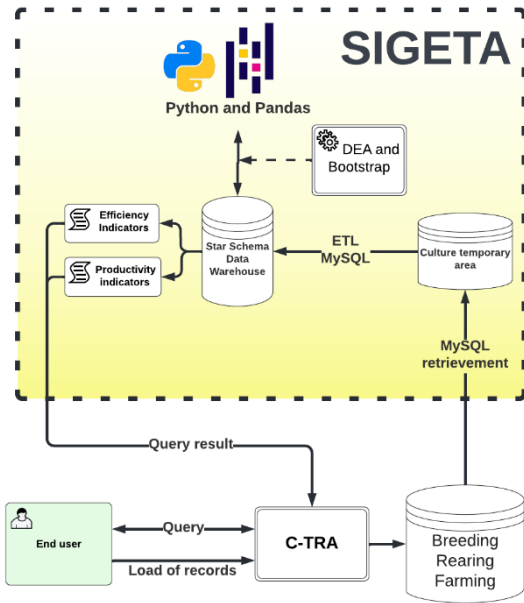 SIGETA
Python and Pandas
DEA and
Bootstrap
Efficiency
Indicators
Productivity
indicators
Star Schema
Data
Warehouse
ETL
MySQL
Culture temporary
area
MySQL
retrievement
Query result
End user
Query
Load of records
C-TRA
Breeding
Rearing
Farming